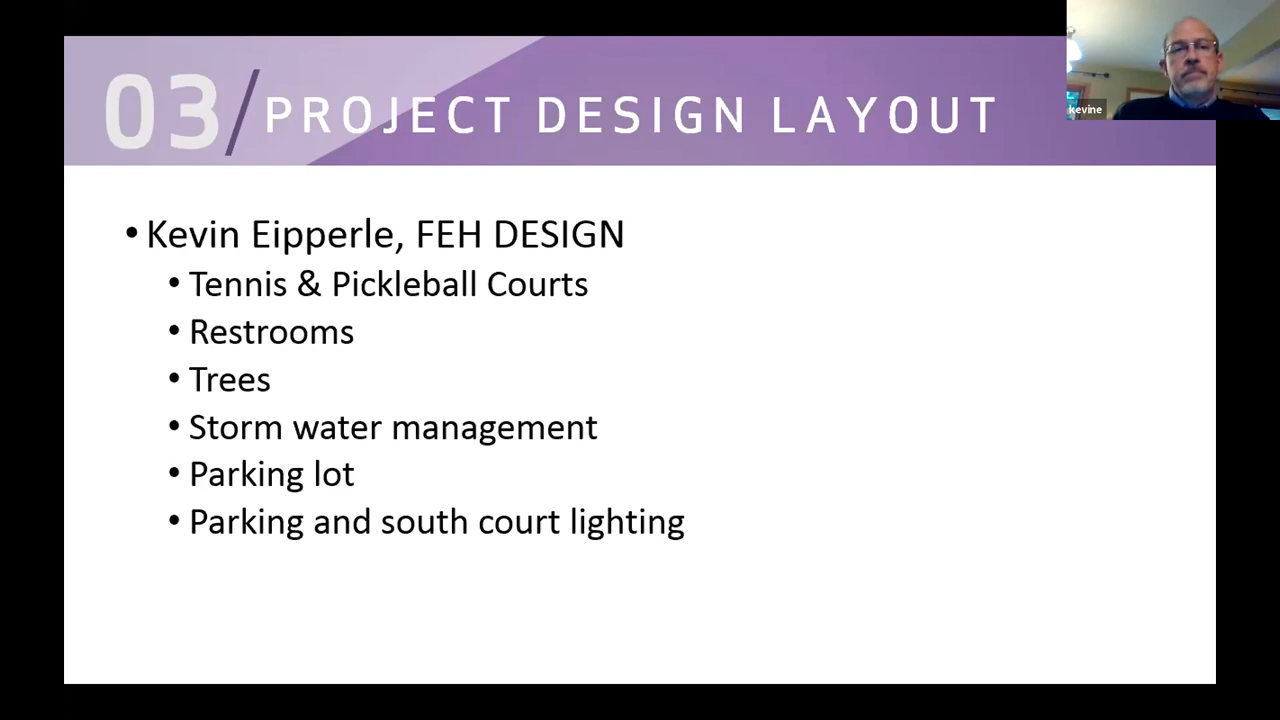 03/PROJECT DESIGN LAYOUT
kevine
• Kevin Eipperle, FEH DESIGN
• Tennis & Pickleball Courts
• Restrooms
• Trees
• Storm water management
• Parking lot
• Parking and south court lighting